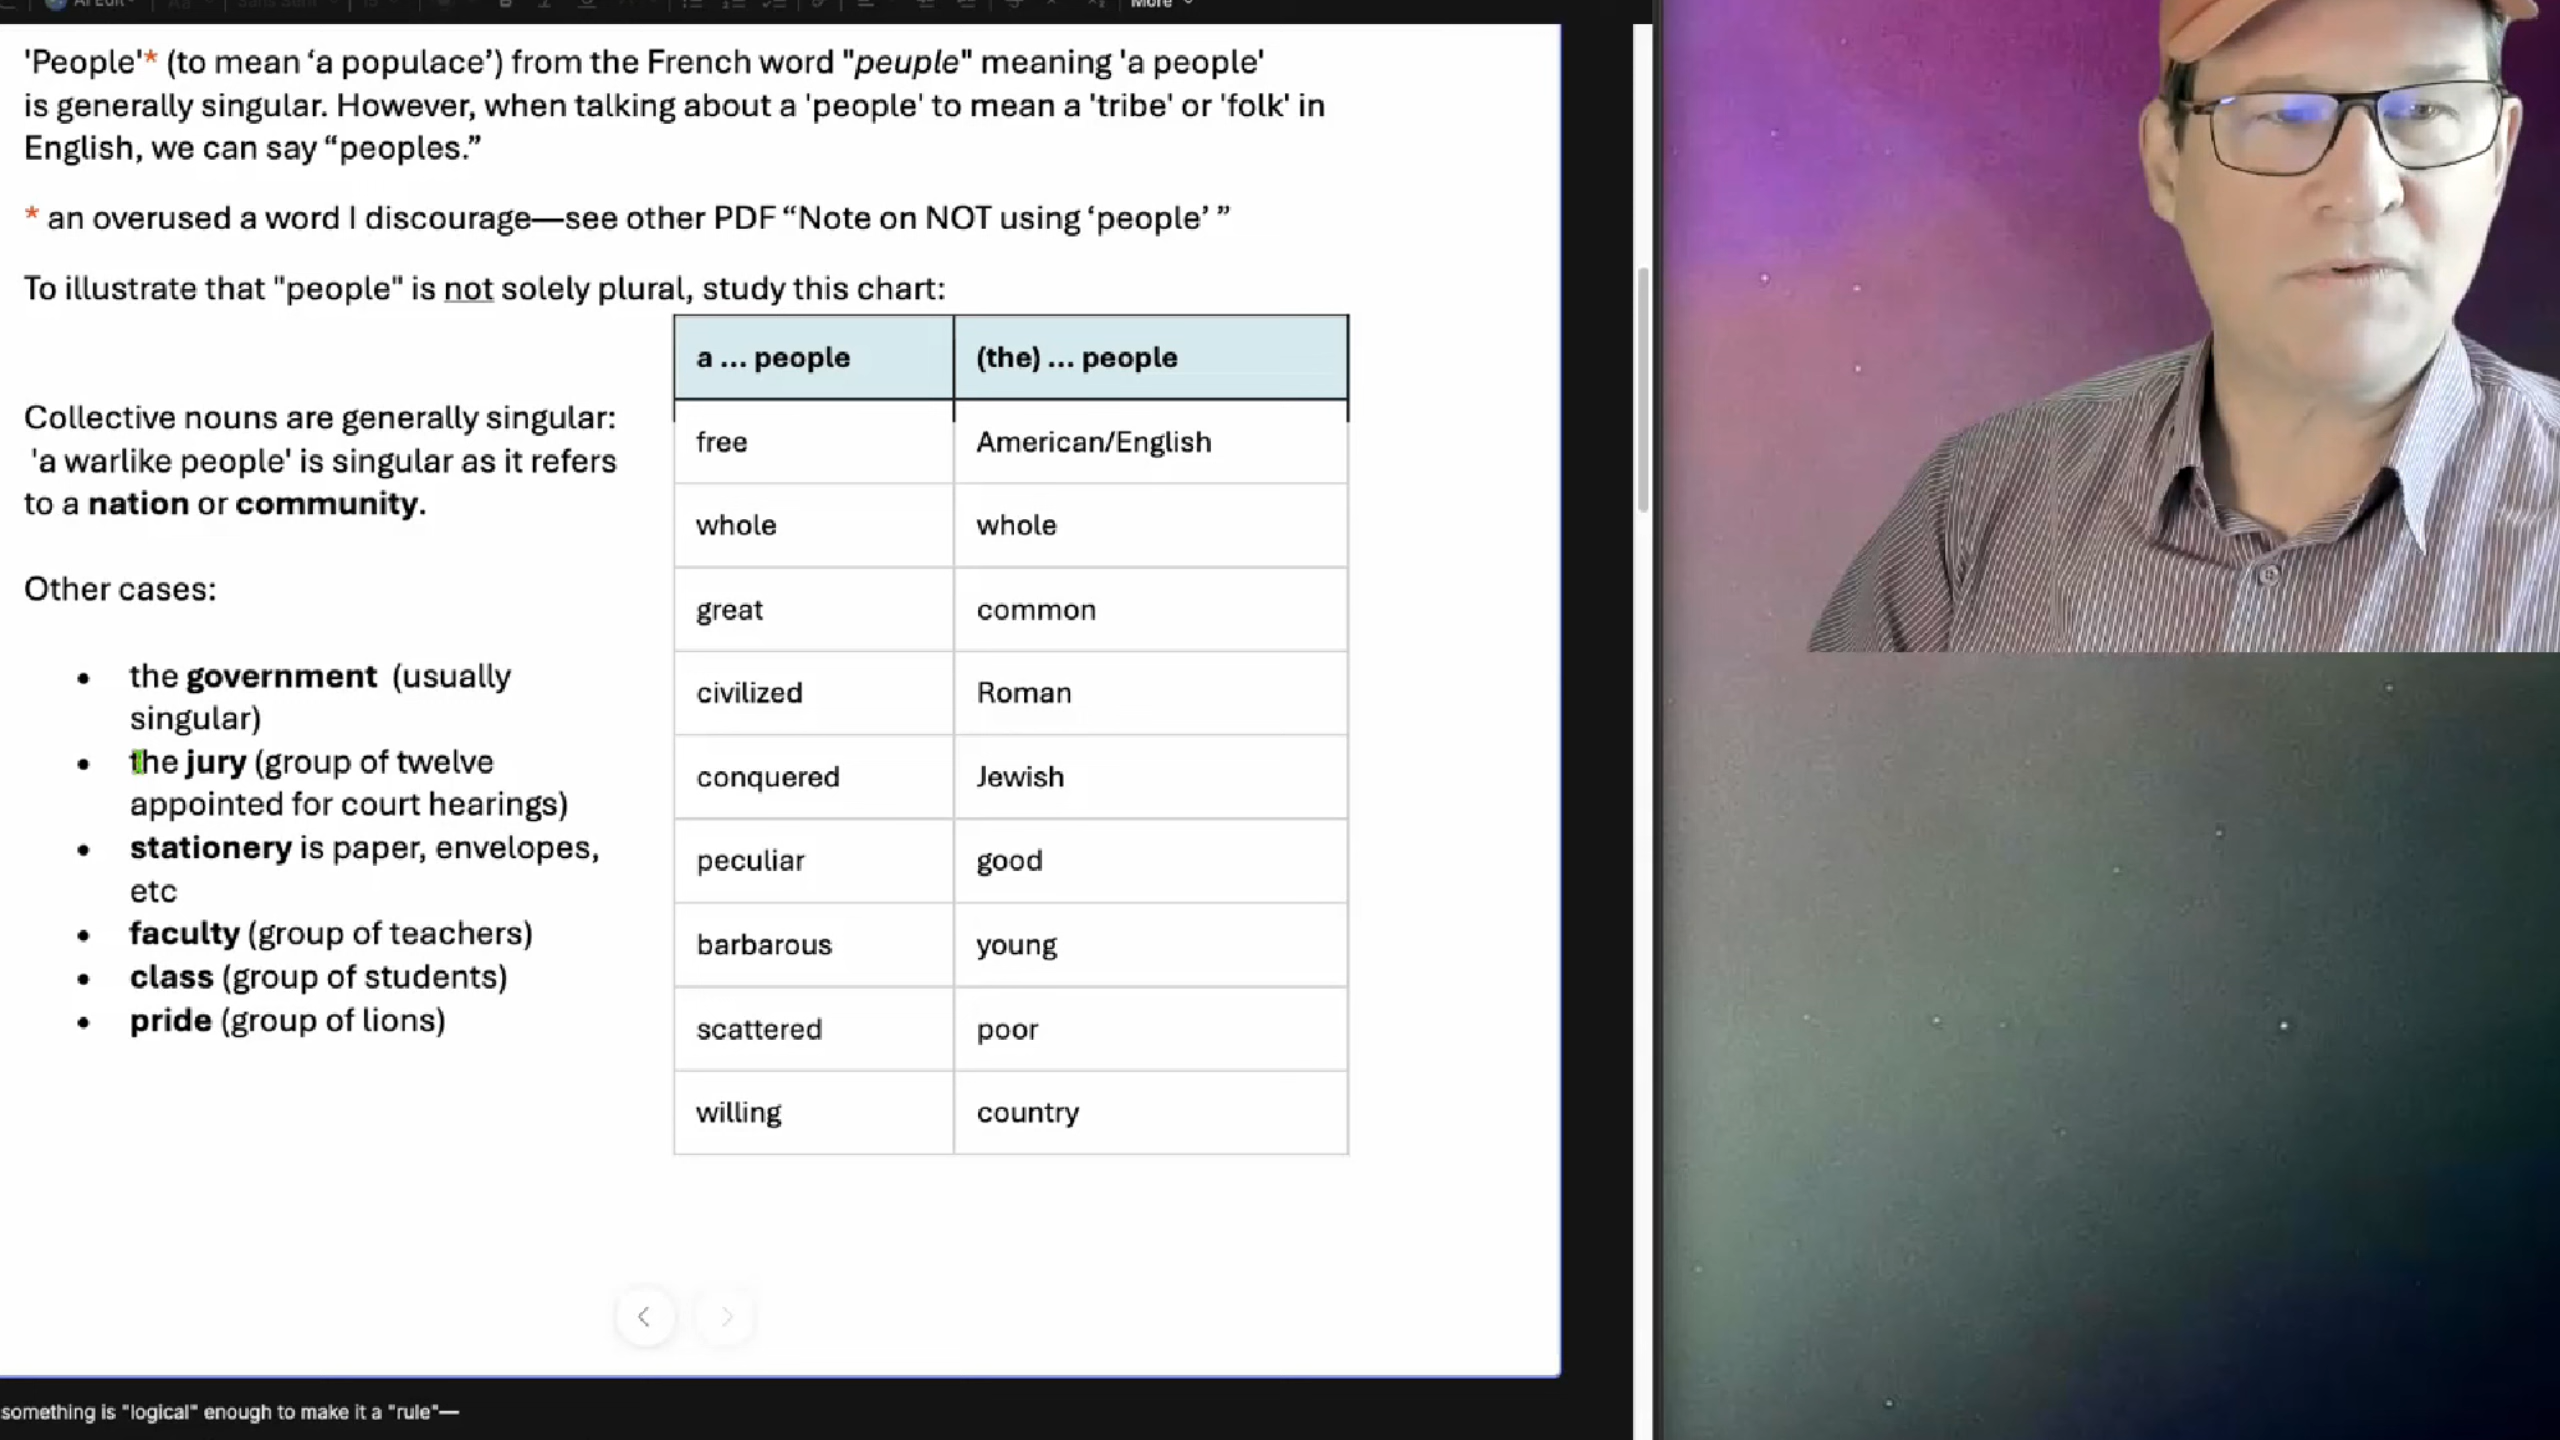 AI Edit
Sans Serif
15
More
'People'* (to mean ‘a populace’) from the French word "peuple" meaning 'a people'
is generally singular. However, when talking about a 'people' to mean a 'tribe' or 'folk' in
English, we can say “peoples.”
* an overused a word I discourage—see other PDF “Note on NOT using ‘people’ ”
To illustrate that "people" is not solely plural, study this chart:
Collective nouns are generally singular:
'a warlike people' is singular as it refers
to a nation or community.
Other cases:
• the government (usually
singular)
• the jury (group of twelve
appointed for court hearings)
• stationery is paper, envelopes,
etc
• faculty (group of teachers)
• class (group of students)
• pride (group of lions)
a ... people (the) ... people
free American/English
whole whole
great common
civilized Roman
conquered Jewish
peculiar good
barbarous young
scattered poor
willing country
something is "logical" enough to make it a "rule"—